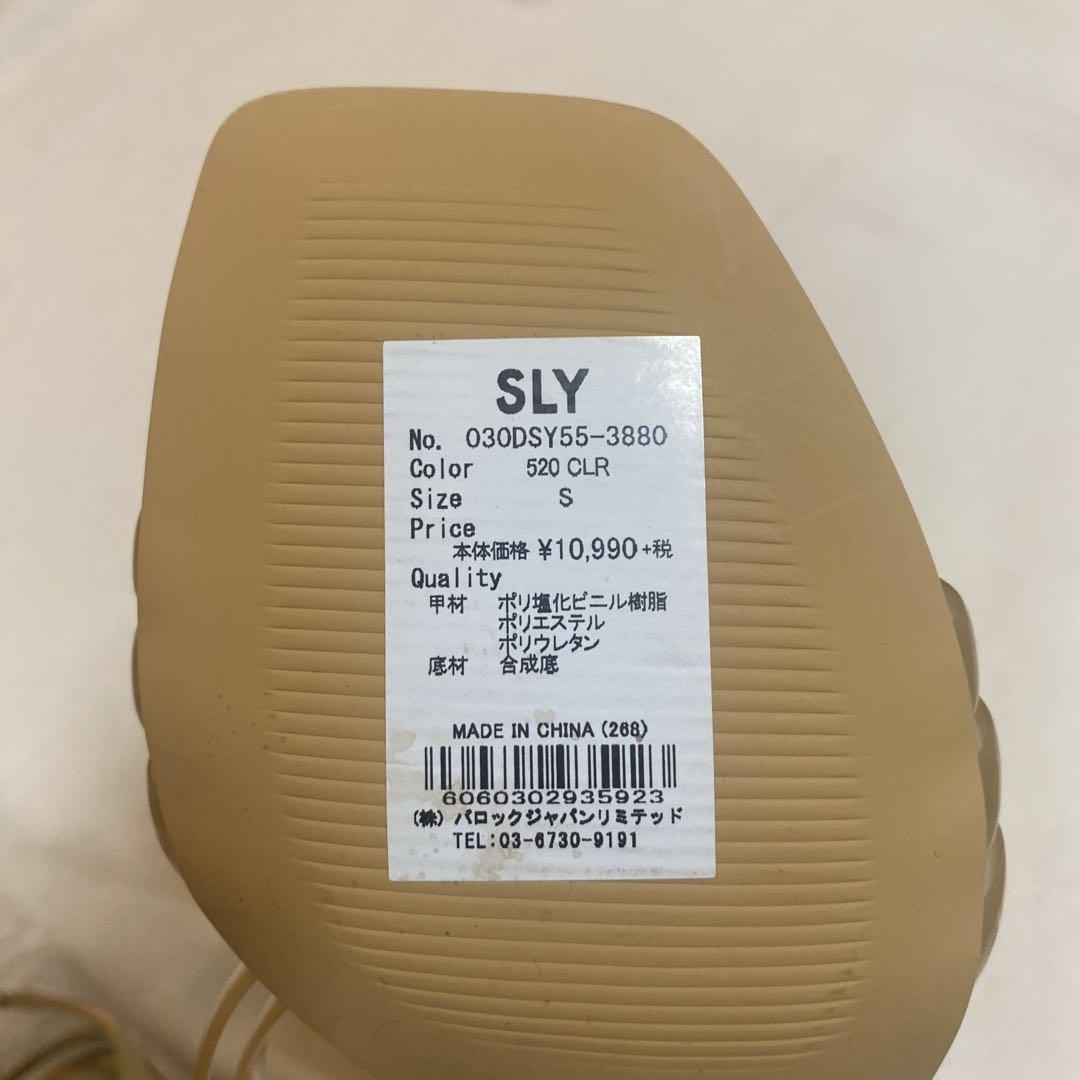 SLY
No. 030DSY55-3880
Color 520 CLR
Size S
Price
本体価格 ¥10,990+税
Quality
甲材 ポリ塩化ビニル樹脂
ポリエステル
ポリウレタン
底材 合成底
MADE IN CHINA (268)
6060302935923
(株) バロックジャパンリミテッド
TEL:03-6730-9191